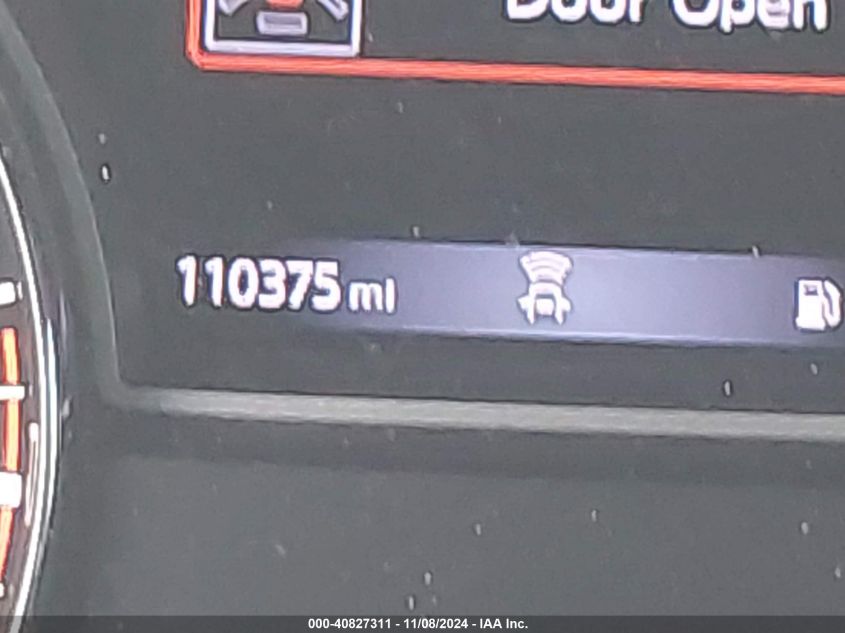 Door Open
110375 mi
000-40827311 - 11/08/2024 - IAA Inc.